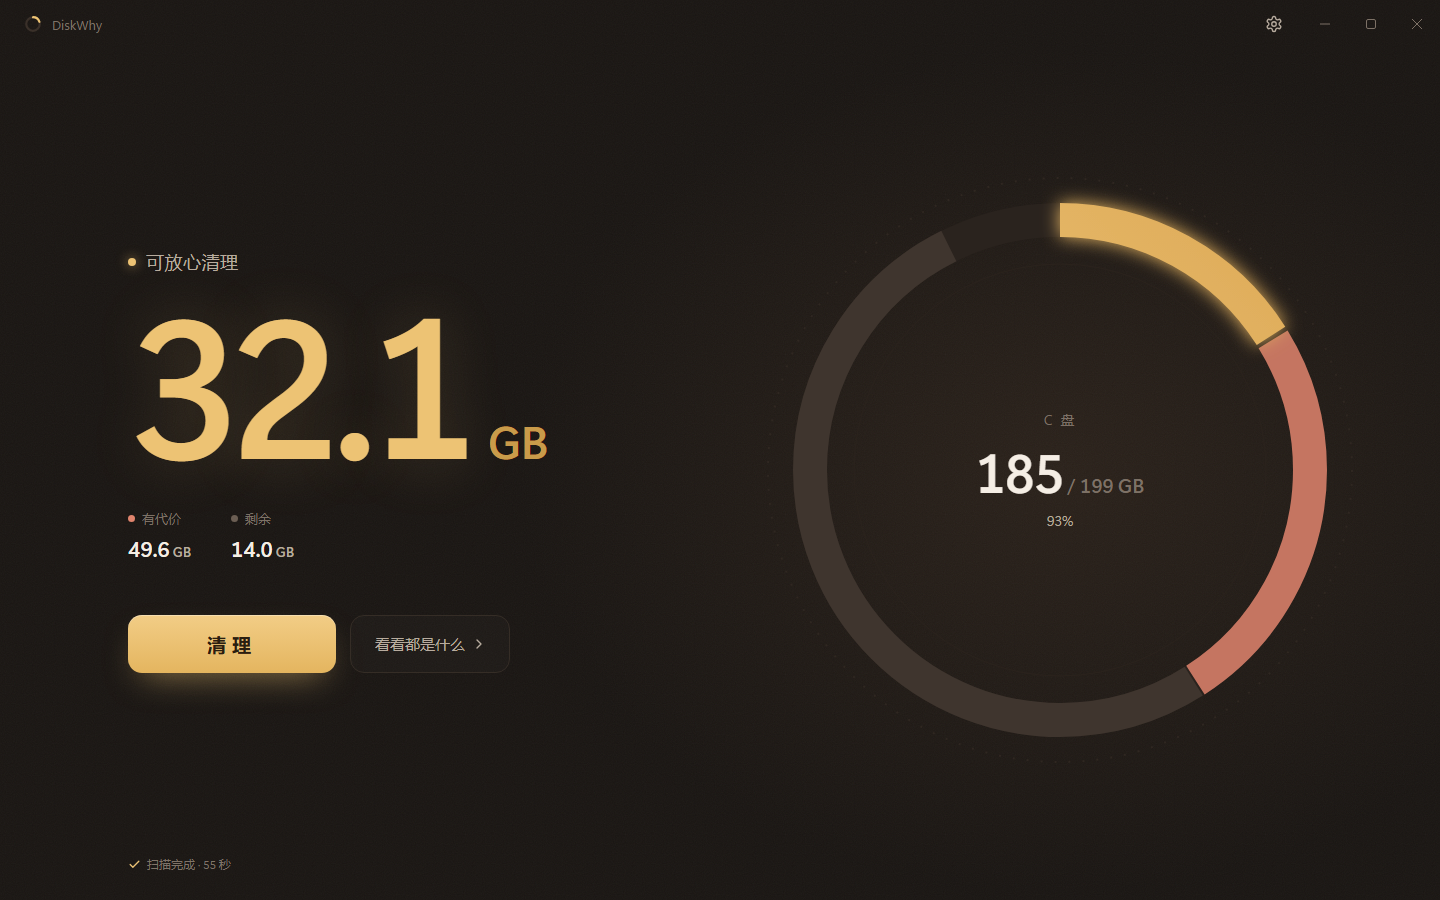 DiskWhy
可放心清理
32.1 GB
有代价 剩余
49.6 GB 14.0 GB
清理 看看都是什么
扫描完成 · 55 秒
C 盘
185 / 199 GB
93%